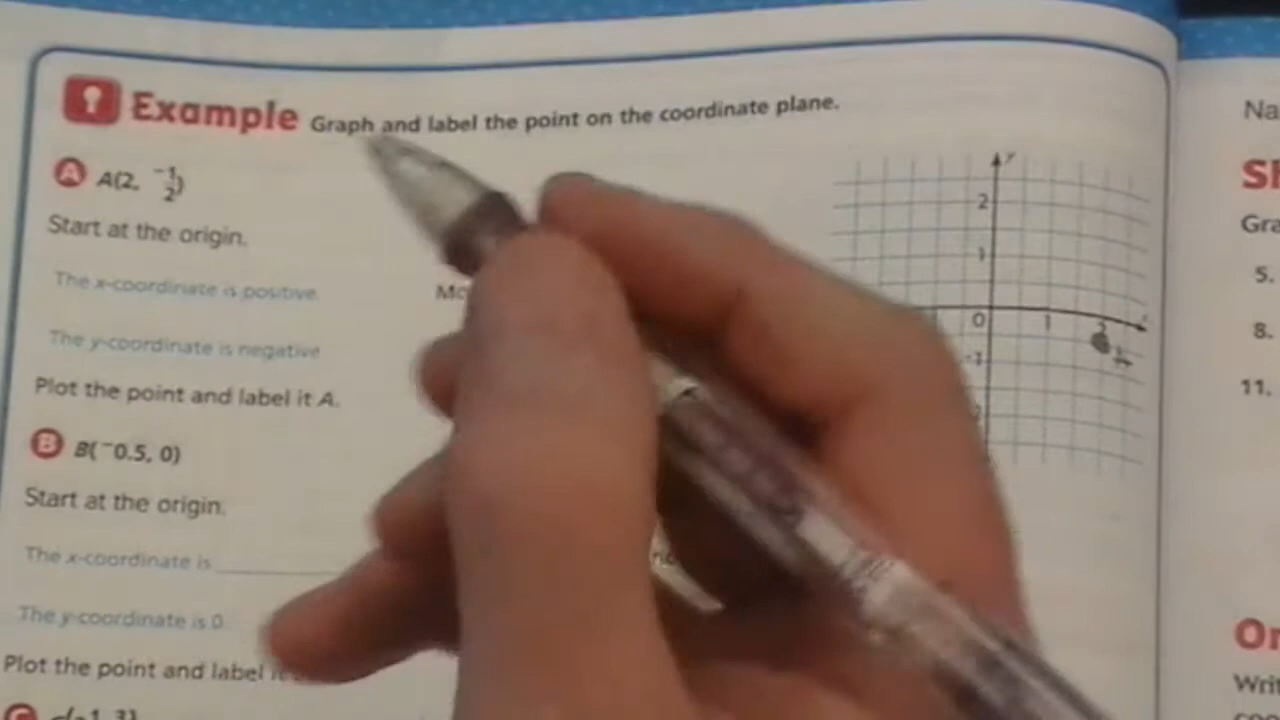 Example Graph and label the point on the coordinate plane.
A A(2, ⁻1/2)
Start at the origin.
The x-coordinate is positive.
The y-coordinate is negative
Plot the point and label it A.
B B(⁻0.5, 0)
Start at the origin.
The x-coordinate is
The y-coordinate is 0.
Plot the point and label
y
2
1
0 1 2
-1
Na
Gra
5.
8.
11.
Writ